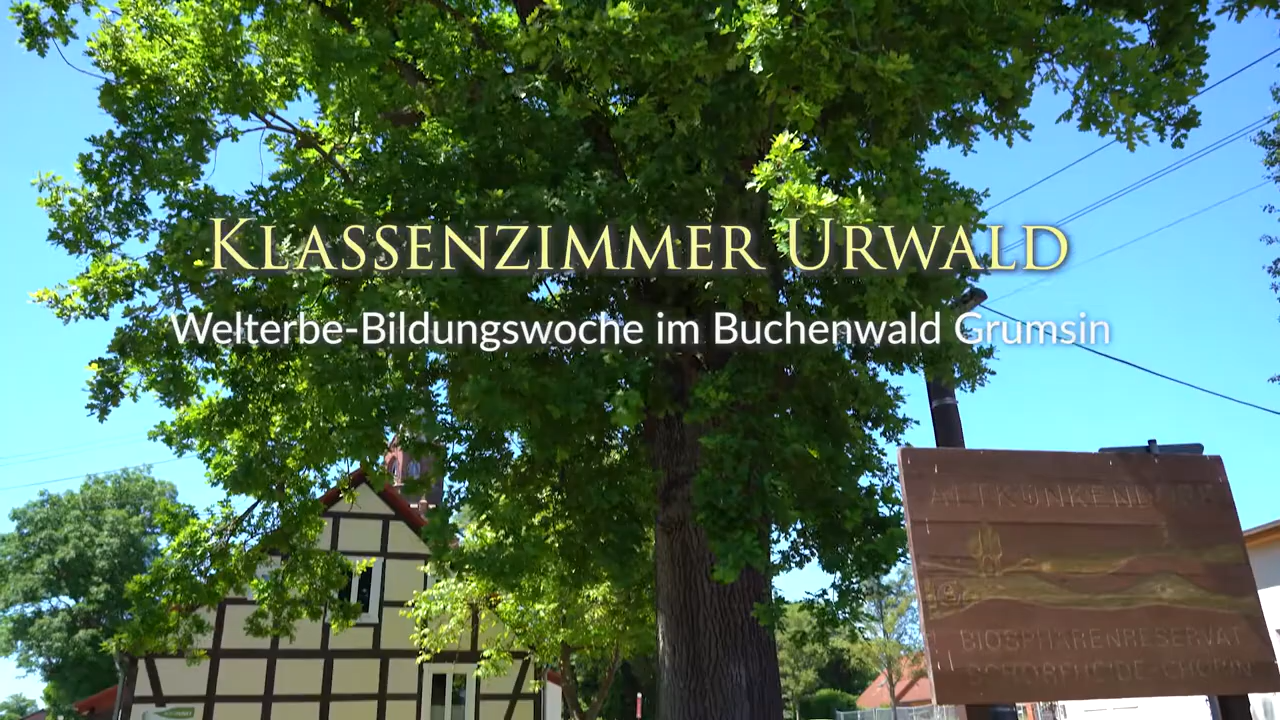 Klassenzimmer Urwald
Welterbe-Bildungswoche im Buchenwald Grumsin
ALTKÜNKENDORF
BIOSPHÄRENRESERVAT
SCHORFHEIDE-CHORIN